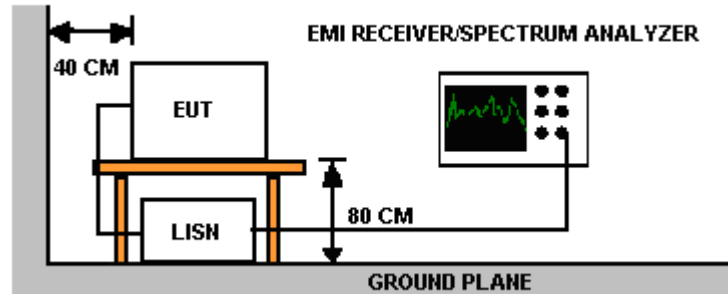 EMI RECEIVER/SPECTRUM ANALYZER
40 CM
EUT
80 CM
LISN
GROUND PLANE